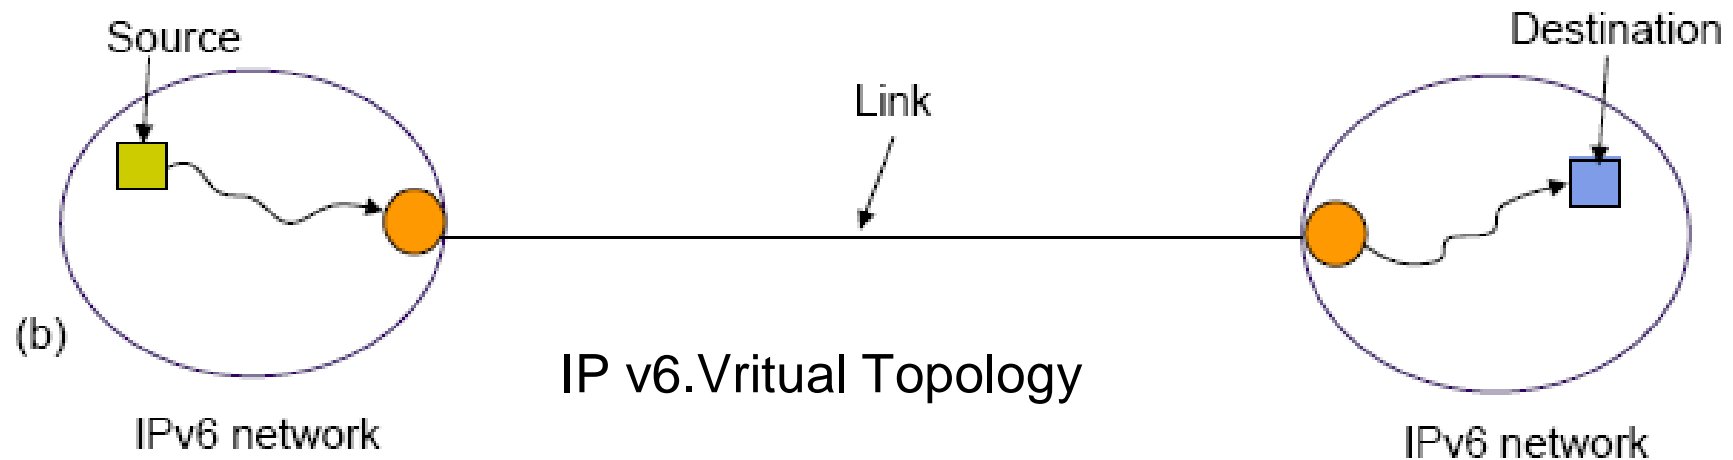 Source
Destination
Link
(b)
IP v6.Vritual Topology
IPv6 network
IPv6 network